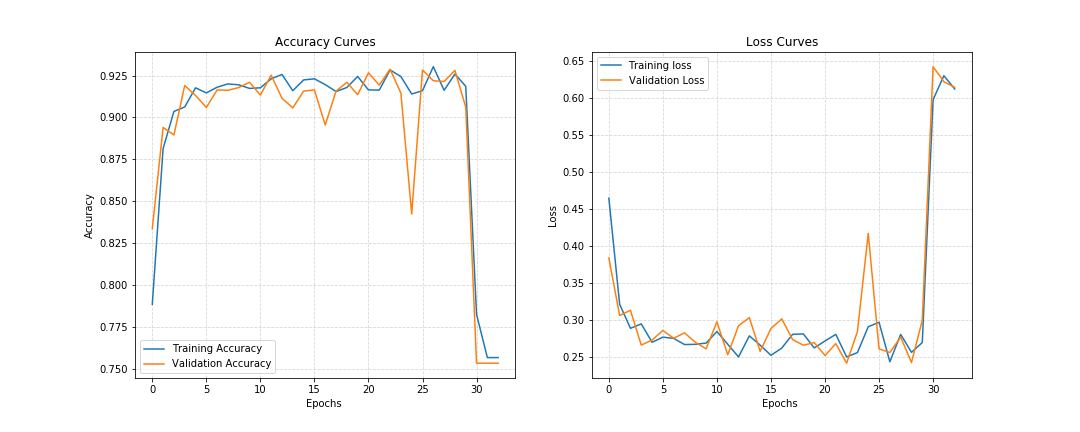 Accuracy Curves
0.925
0.900
0.875
0.850
0.825
0.800
0.775
0.750
Accuracy
Training Accuracy
Validation Accuracy
0 5 10 15 20 25 30
Epochs
Loss Curves
Training loss
Validation Loss
0.65
0.60
0.55
0.50
0.45
0.40
0.35
0.30
0.25
Loss
0 5 10 15 20 25 30
Epochs